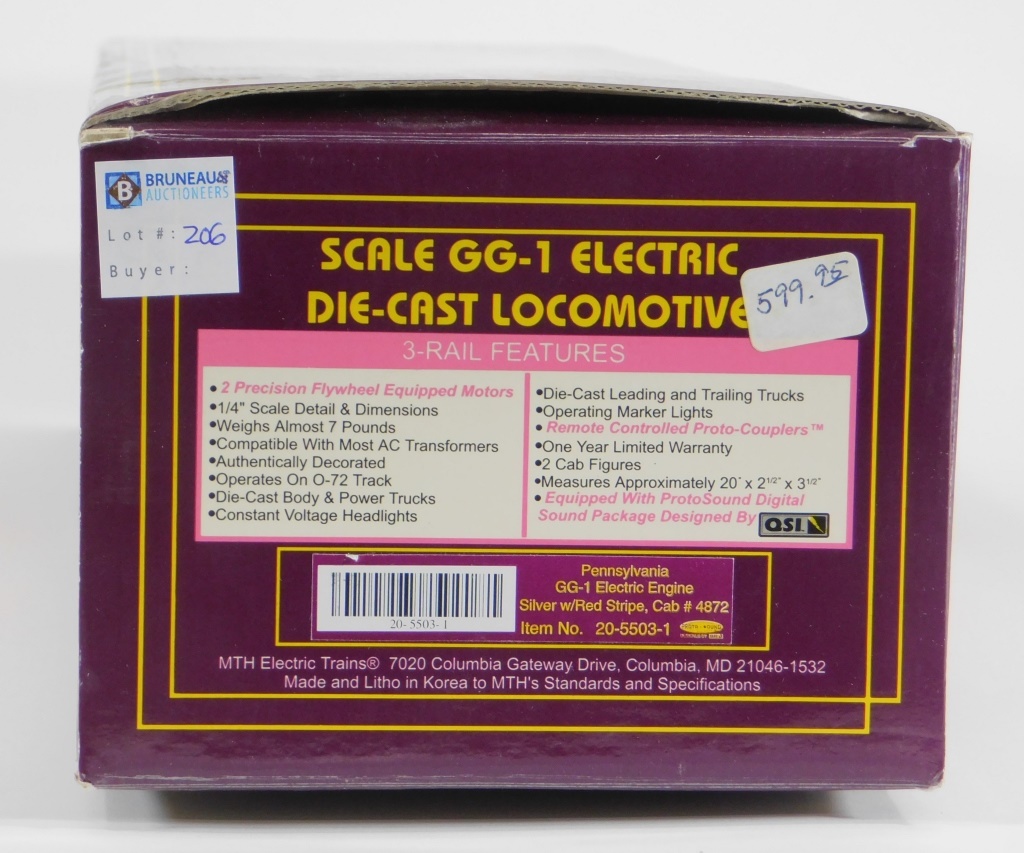 B BRUNEAU &
AUCTIONEERS
Lot #: 206
Buyer:
SCALE GG-1 ELECTRIC
DIE-CAST LOCOMOTIVE
599.95
3-RAIL FEATURES
• 2 Precision Flywheel Equipped Motors
•1/4" Scale Detail & Dimensions
•Weighs Almost 7 Pounds
•Compatible With Most AC Transformers
•Authentically Decorated
•Operates On O-72 Track
•Die-Cast Body & Power Trucks
•Constant Voltage Headlights
•Die-Cast Leading and Trailing Trucks
•Operating Marker Lights
• Remote Controlled Proto-Couplers™
•One Year Limited Warranty
•2 Cab Figures
•Measures Approximately 20" x 2 1/2" x 3 1/2"
• Equipped With ProtoSound Digital
Sound Package Designed By QSI
20-5503-1
Pennsylvania
GG-1 Electric Engine
Silver w/Red Stripe, Cab # 4872
Item No. 20-5503-1
MTH Electric Trains® 7020 Columbia Gateway Drive, Columbia, MD 21046-1532
Made and Litho in Korea to MTH's Standards and Specifications